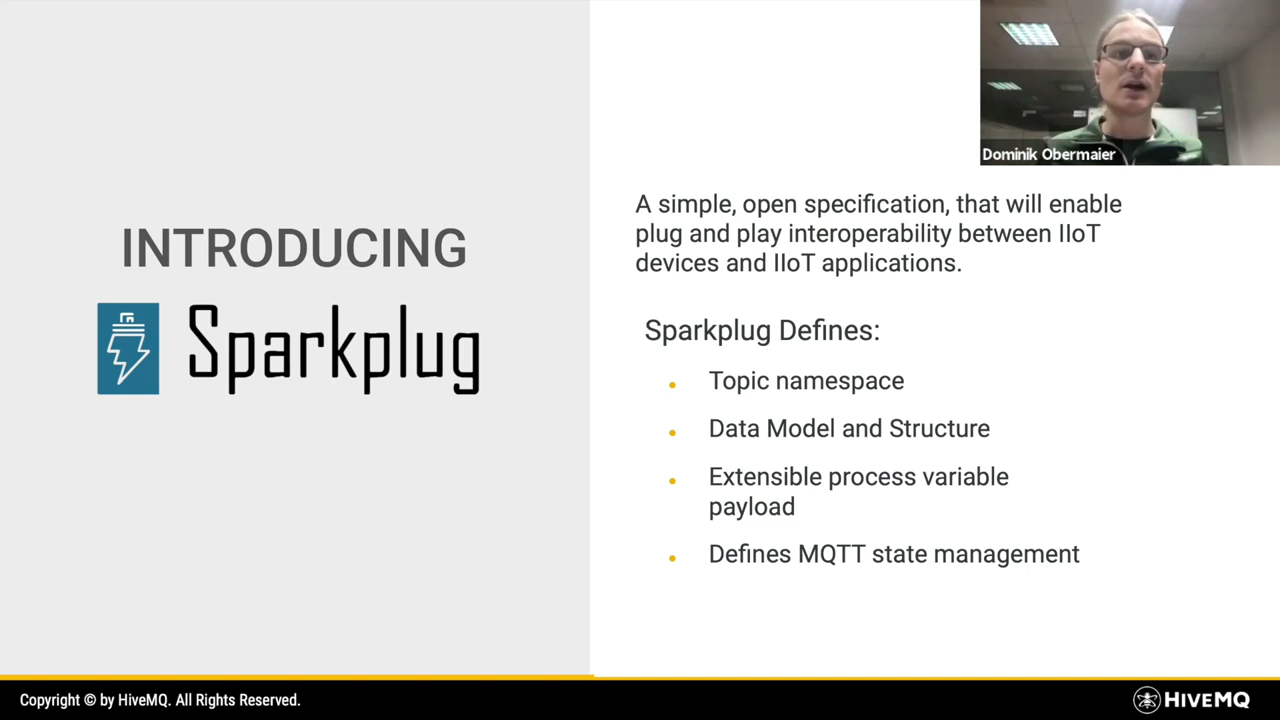 INTRODUCING
Sparkplug
Dominik Obermaier
A simple, open specification, that will enable
plug and play interoperability between IIoT
devices and IIoT applications.
Sparkplug Defines:
Topic namespace
Data Model and Structure
Extensible process variable
payload
Defines MQTT state management
Copyright © by HiveMQ. All Rights Reserved.
HIVEMQ